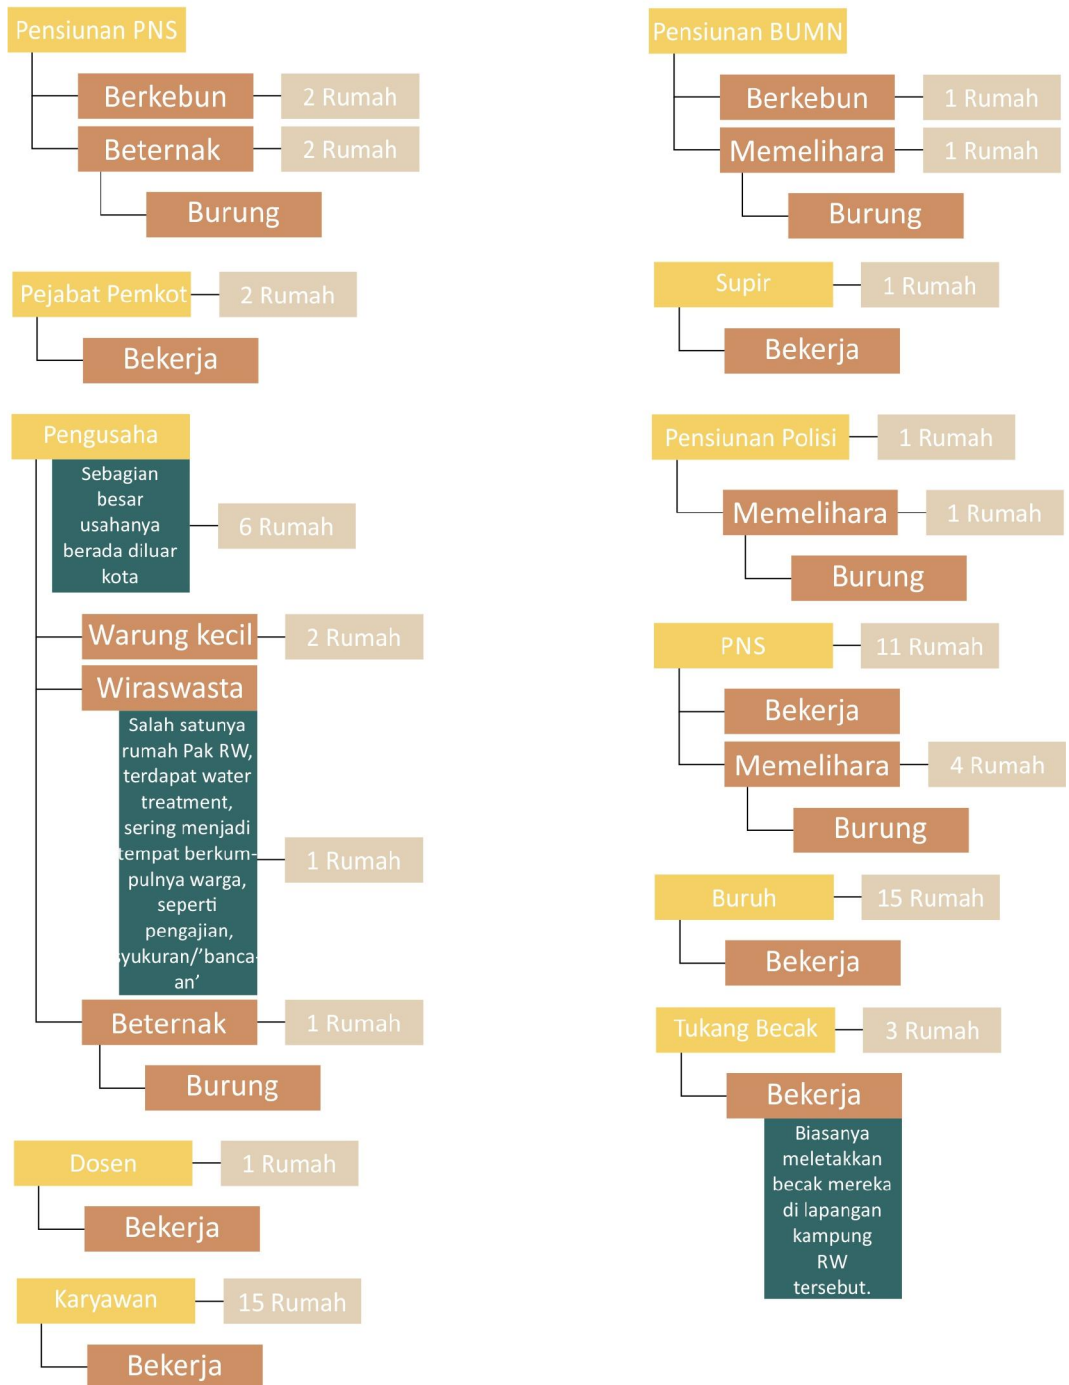 Pensiunan PNS
Berkebun
2 Rumah
Beternak
2 Rumah
Burung
Pejabat Pemkot
2 Rumah
Bekerja
Pengusaha
Sebagian
besar
usahanya
berada diluar
kota
6 Rumah
Warung kecil
2 Rumah
Wiraswasta
Salah satunya
rumah Pak RW,
terdapat water
treatment,
sering menjadi
tempat berkum-
pulnya warga,
seperti
pengajian,
syukuran/'banca-
an'
1 Rumah
Beternak
1 Rumah
Burung
Dosen
1 Rumah
Bekerja
Karyawan
15 Rumah
Bekerja
Pensiunan BUMN
Berkebun
1 Rumah
Memelihara
1 Rumah
Burung
Supir
1 Rumah
Bekerja
Pensiunan Polisi
1 Rumah
Memelihara
1 Rumah
Burung
PNS
11 Rumah
Bekerja
Memelihara
4 Rumah
Burung
Buruh
15 Rumah
Bekerja
Tukang Becak
3 Rumah
Bekerja
Biasanya
meletakkan
becak mereka
di lapangan
kampung
RW
tersebut.